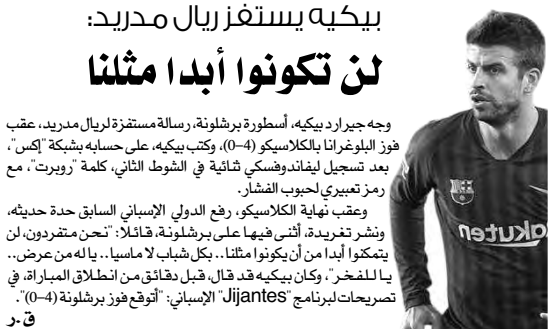 بيكيه يستفز ريال مدريد:
لن تكونوا أبدا مثلنا
وجه جيرارد بيكيه، أسطورة برشلونة، رسالة مستفزة لريال مدريد، عقب
فوز البلوغرانا بالكلاسيكو (4–0)، وكتب بيكيه، على حسابه بشبكة "إكس"،
بعد تسجيل ليفاندوفسكي ثنائية في الشوط الثاني، كلمة "روبرت"، مع
رمز تعبيري لحبوب الفشار.
وعقب نهاية الكلاسيكو، رفع الدولي الإسباني السابق حدة حديثه،
ونشر تغريدة، أثنى فيها على برشلونة، قائلا: "نحن متفردون، لن
يتمكنوا أبدا من أن يكونوا مثلنا.. بكل شباب لا ماسيا.. يا له من عرض..
يا للفخر"، وكان بيكيه قد قال، قبل دقائق من انطلاق المباراة، في
تصريحات لبرنامج "Jijantes" الإسباني: "أتوقع فوز برشلونة (4–0)".
ق.ر
Rakuten